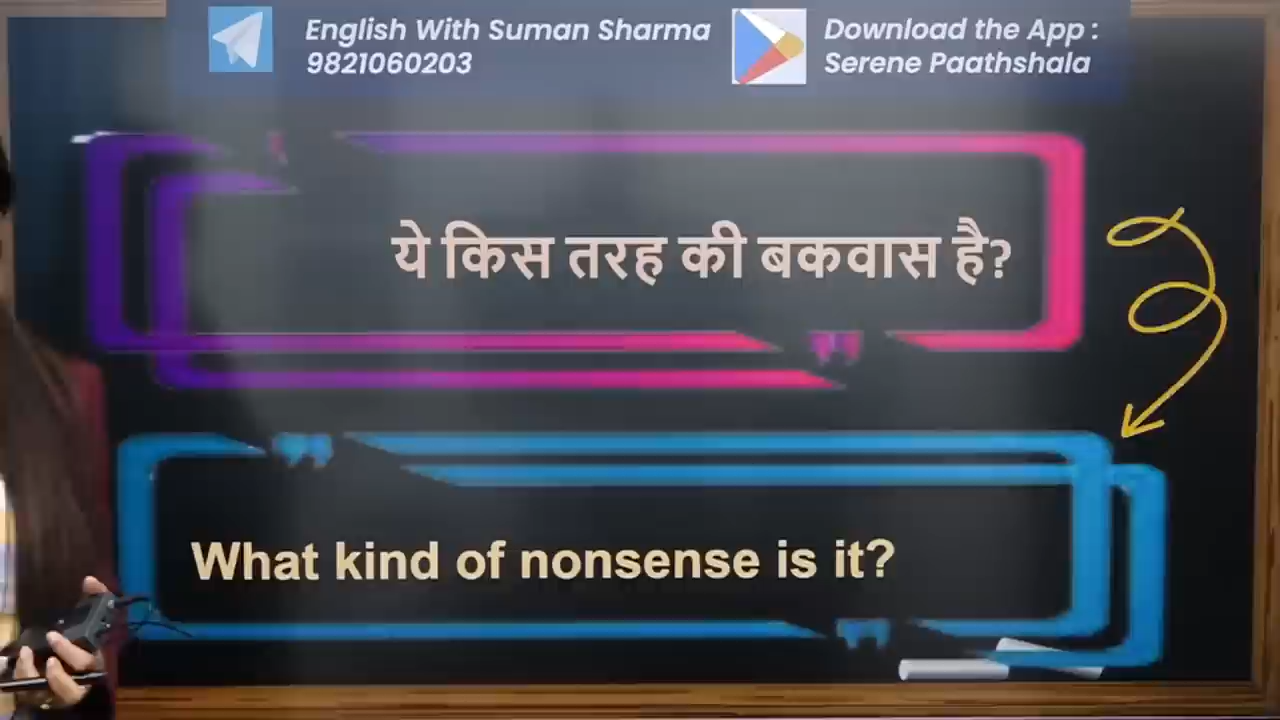 English With Suman Sharma
9821060203
Download the App :
Serene Paathshala
ये किस तरह की बकवास है?
What kind of nonsense is it?